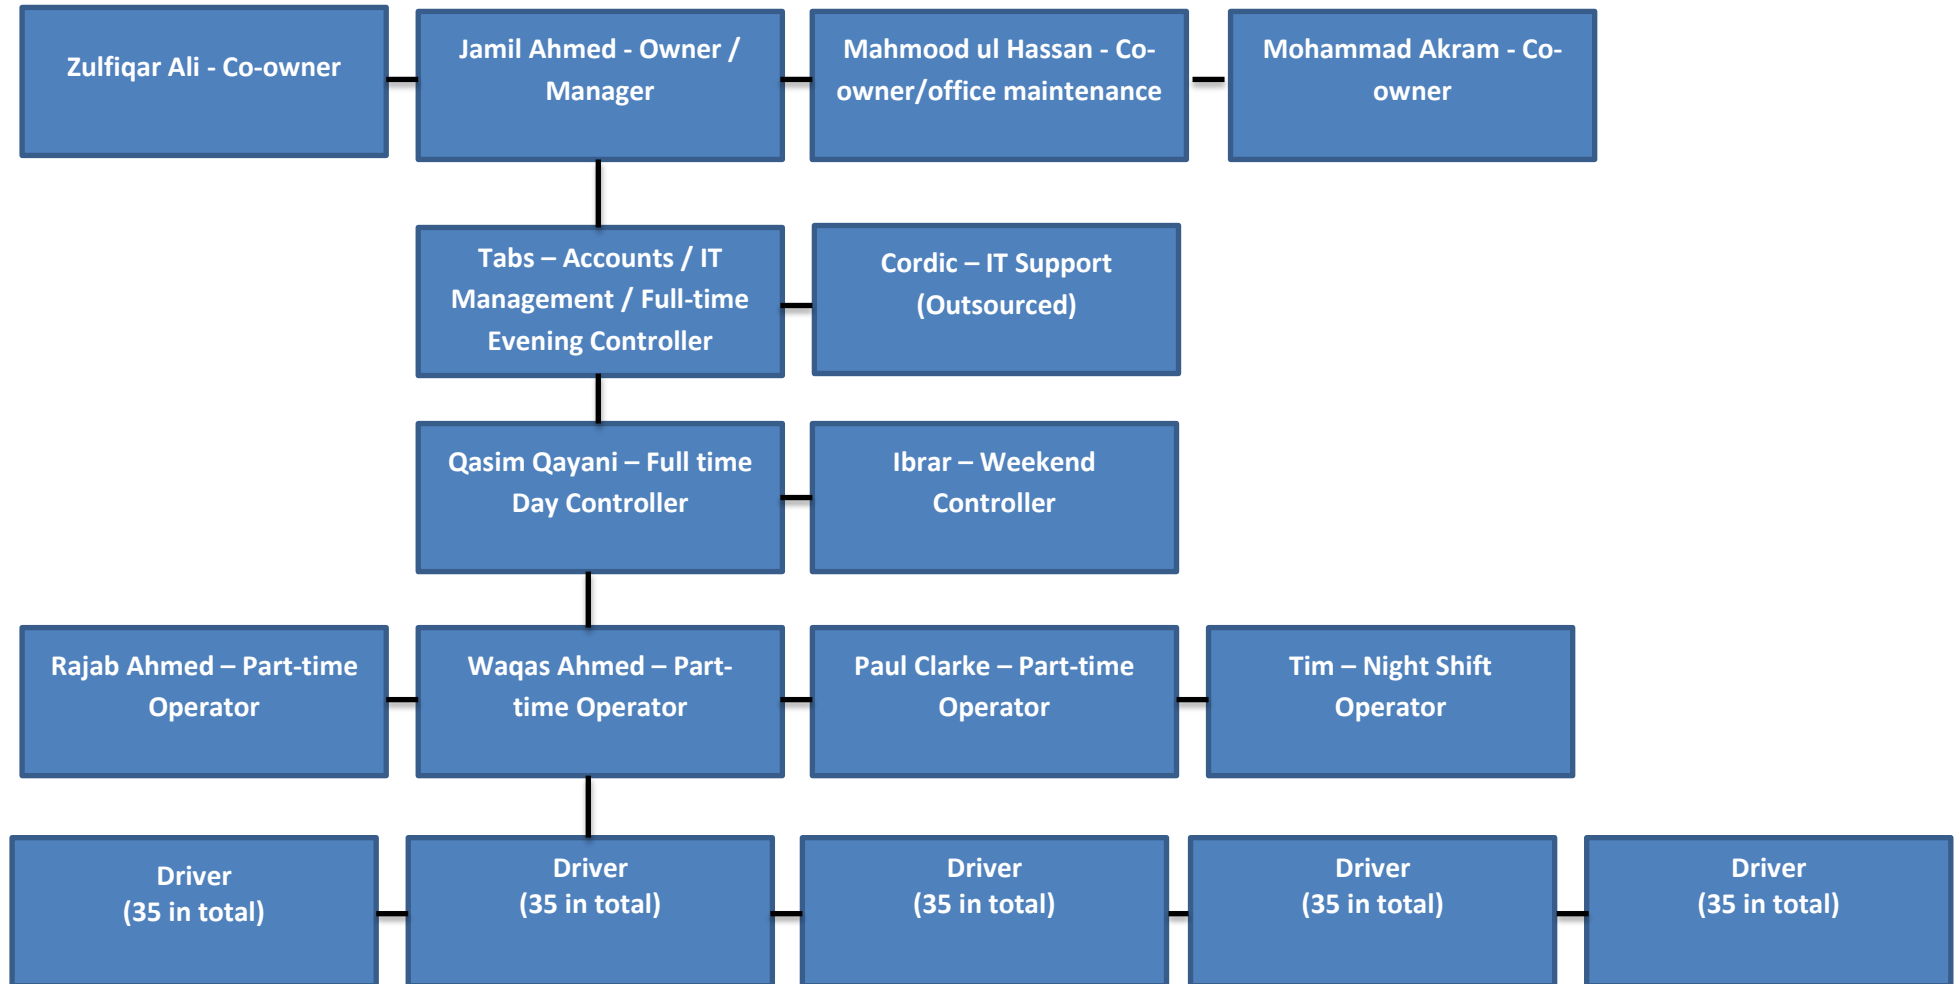 Zulfiqar Ali - Co-owner
Jamil Ahmed - Owner /
Manager
Mahmood ul Hassan - Co-
owner/office maintenance
Mohammad Akram - Co-
owner
Tabs – Accounts / IT
Management / Full-time
Evening Controller
Cordic – IT Support
(Outsourced)
Qasim Qayani – Full time
Day Controller
Ibrar – Weekend
Controller
Rajab Ahmed – Part-time
Operator
Waqas Ahmed – Part-
time Operator
Paul Clarke – Part-time
Operator
Tim – Night Shift
Operator
Driver
(35 in total)
Driver
(35 in total)
Driver
(35 in total)
Driver
(35 in total)
Driver
(35 in total)